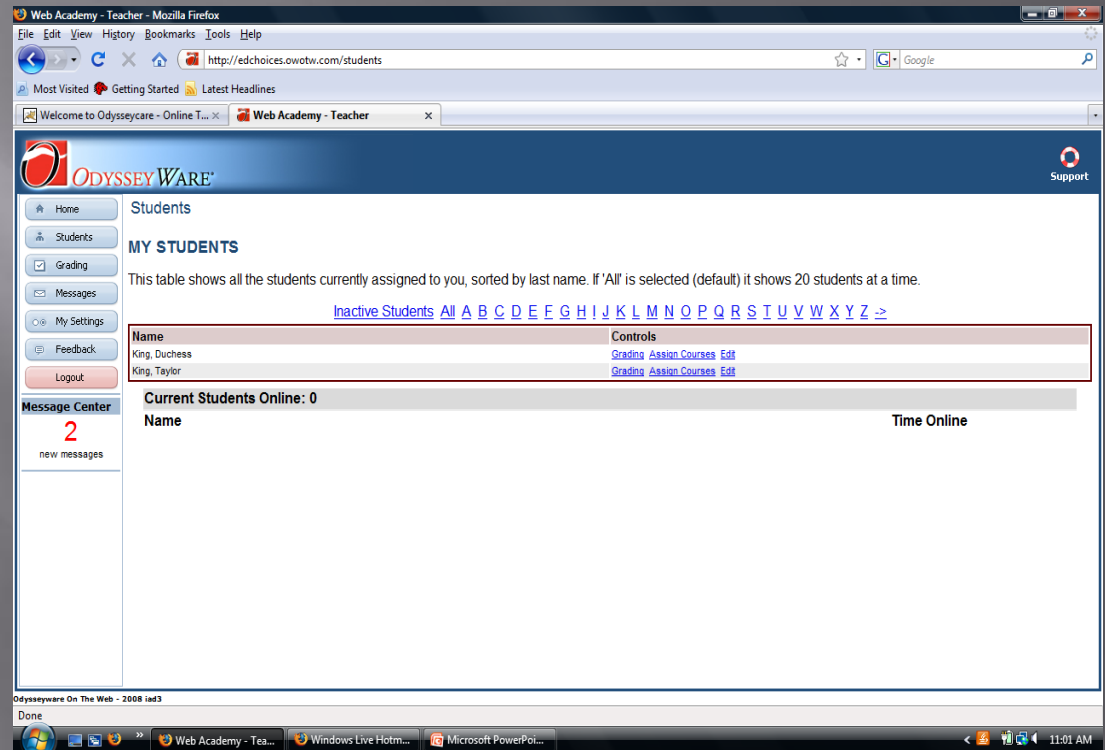 Web Academy - Teacher - Mozilla Firefox
File Edit View History Bookmarks Tools Help
http://edchoices.owotw.com/students
G Google
Most Visited Getting Started Latest Headlines
Welcome to Odysseycare - Online T... Web Academy - Teacher
ODYSSEYWARE
Support
Home
Students
Grading
Messages
My Settings
Feedback
Logout
Message Center
2
new messages
Students
MY STUDENTS
This table shows all the students currently assigned to you, sorted by last name. If 'All' is selected (default) it shows 20 students at a time.
Inactive Students All A B C D E F G H I J K L M N O P Q R S T U V W X Y Z ->
Name Controls
King, Duchess Grading Assign Courses Edit
King, Taylor Grading Assign Courses Edit
Current Students Online: 0
Name Time Online
Odysseyware On The Web - 2008 iad3
Done
Web Academy - Tea... Windows Live Hotm... Microsoft PowerPoi... 11:01 AM